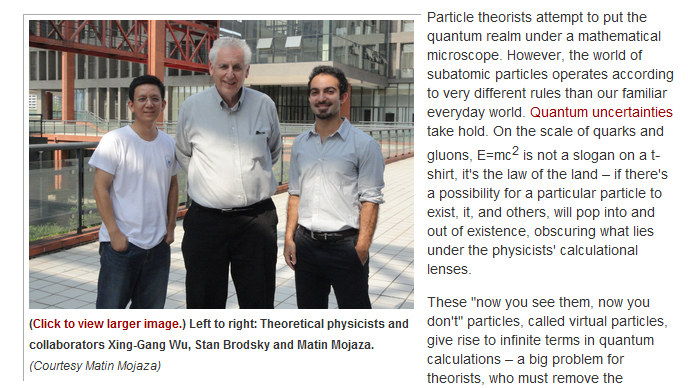 Particle theorists attempt to put the
quantum realm under a mathematical
microscope. However, the world of
subatomic particles operates according
to very different rules than our familiar
everyday world. Quantum uncertainties
take hold. On the scale of quarks and
gluons, E=mc² is not a slogan on a t-
shirt, it's the law of the land – if there's
a possibility for a particular particle to
exist, it, and others, will pop into and
out of existence, obscuring what lies
under the physicists' calculational
lenses.
(Click to view larger image.) Left to right: Theoretical physicists and
collaborators Xing-Gang Wu, Stan Brodsky and Matin Mojaza.
(Courtesy Matin Mojaza)
These "now you see them, now you
don't" particles, called virtual particles,
give rise to infinite terms in quantum
calculations – a big problem for
theorists, who must remove the